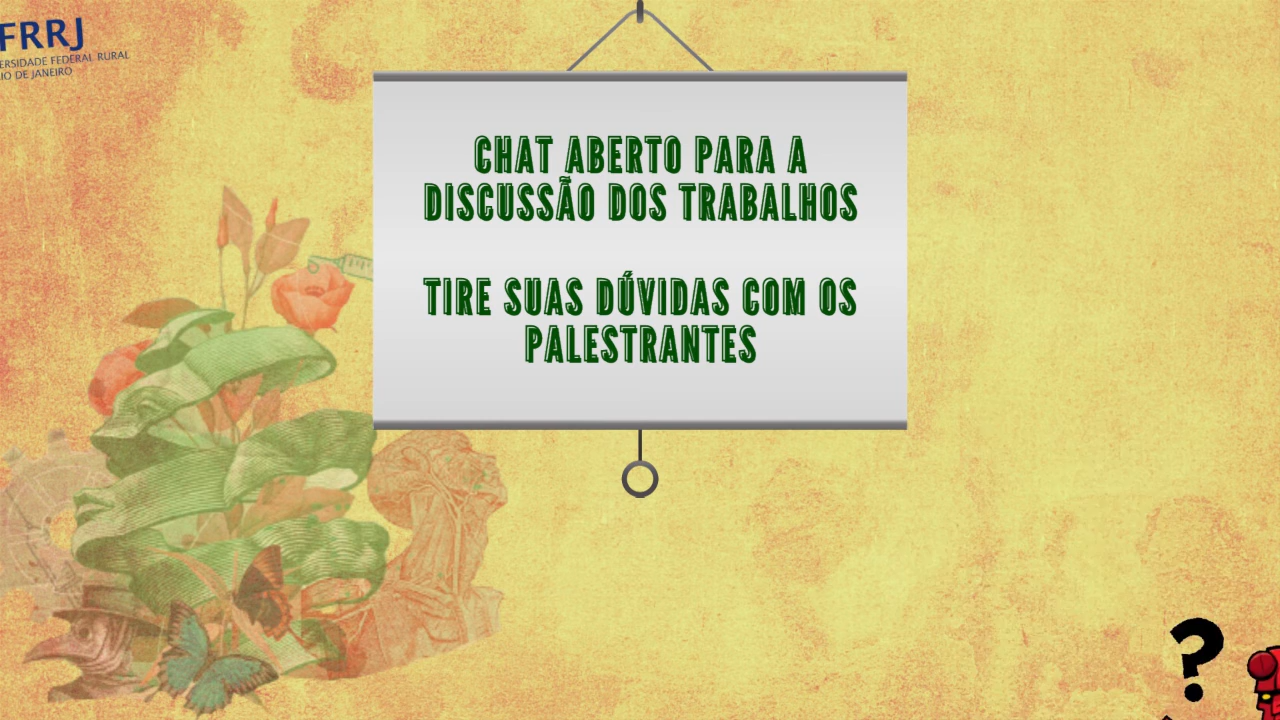 FRRJ
ERSIDADE FEDERAL RURAL
IO DE JANEIRO
CHAT ABERTO PARA A
DISCUSSÃO DOS TRABALHOS
TIRE SUAS DÚVIDAS COM OS
PALESTRANTES
?